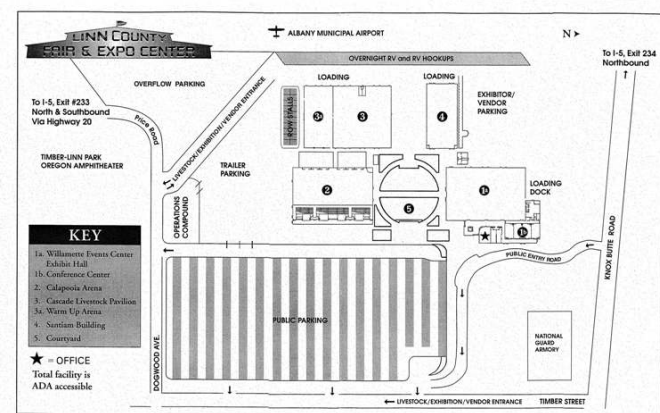 LINN COUNTY
FAIR & EXPO CENTER
ALBANY MUNICIPAL AIRPORT
N
To I-5, Exit 234
Northbound
OVERNIGHT RV and RV HOOKUPS
OVERFLOW PARKING
LOADING
LOADING
To I-5, Exit #233
North & Southbound
Via Highway 20
Price Road
LIVESTOCK/EXHIBITION/VENDOR ENTRANCE
ROW STALLS
3a
3
4
EXHIBITOR/
VENDOR
PARKING
TIMBER-LINN PARK
OREGON AMPHITHEATER
TRAILER
PARKING
2
5
1a
LOADING
DOCK
OPERATIONS
COMPOUND
1b
KNOX BUTTE ROAD
PUBLIC ENTRY ROAD
KEY
1a. Willamette Events Center
Exhibit Hall
1b. Conference Center
2. Calapooia Arena
3. Cascade Livestock Pavilion
3a. Warm Up Arena
4. Santiam Building
5. Courtyard
= OFFICE
Total facility is
ADA accessible
PUBLIC PARKING
DOGWOOD AVE.
NATIONAL
GUARD
ARMORY
LIVESTOCK/EXHIBITION/VENDOR ENTRANCE
TIMBER STREET